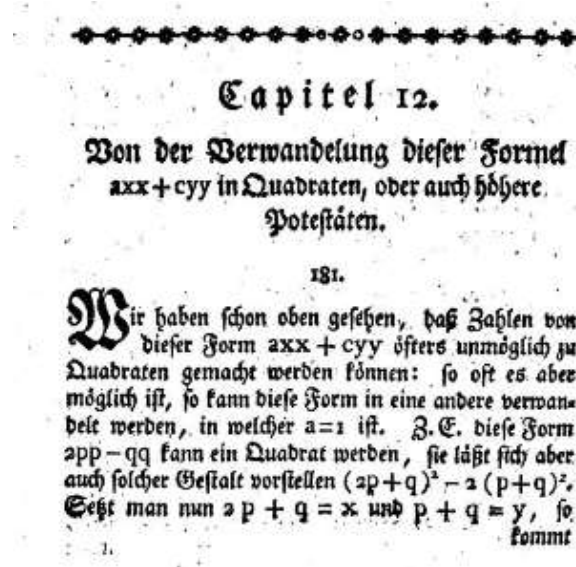 Capitel 12.
Von der Verwandelung dieser Formel
axx + cyy in Quadraten, oder auch höhere
Potestäten.
181.
Wir haben schon oben gesehen, daß Zahlen von
dieser Form axx + cyy öfters unmöglich zu
Quadraten gemacht werden können: so oft es aber
möglich ist, so kann diese Form in eine andere verwan-
delt werden, in welcher a=1 ist. Z. E. diese Form
2pp − qq kann ein Quadrat werden, sie läßt sich aber
auch solcher Gestalt vorstellen (2p+q)² − 2 (p+q)².
Setzt man nun 2 p + q = x und p + q = y, so
kommt